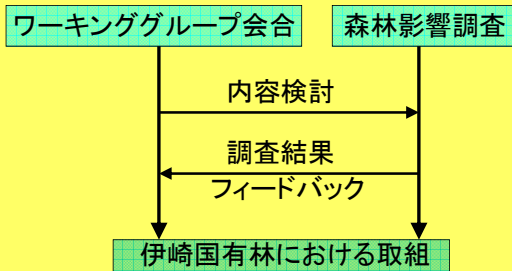 ワーキンググループ会合
森林影響調査
内容検討
調査結果
フィードバック
伊崎国有林における取組